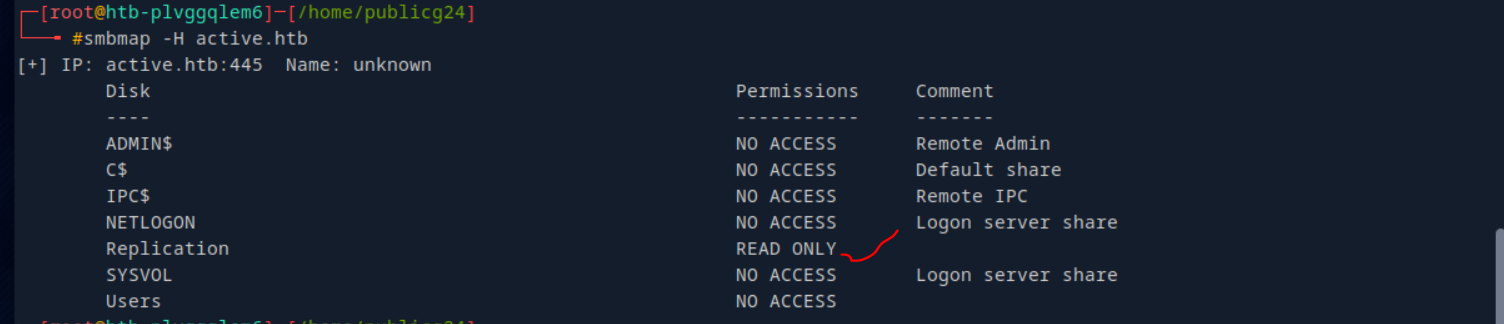 [root@htb-plvggqlem6]-[/home/publicg24]
#smbmap -H active.htb
[+] IP: active.htb:445 Name: unknown
Disk Permissions Comment
---- ----------- -------
ADMIN$ NO ACCESS Remote Admin
C$ NO ACCESS Default share
IPC$ NO ACCESS Remote IPC
NETLOGON NO ACCESS Logon server share
Replication READ ONLY
SYSVOL NO ACCESS Logon server share
Users NO ACCESS